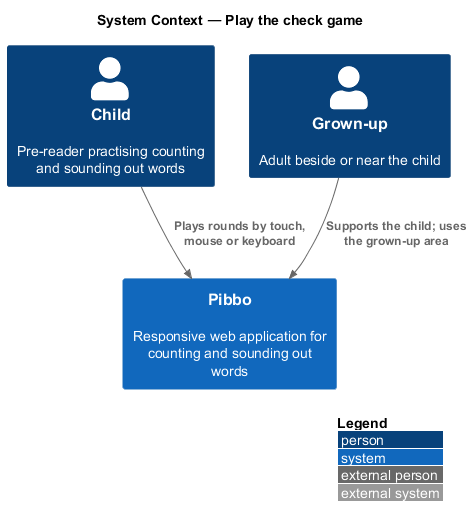 System Context — Play the check game
Child
Pre-reader practising counting
and sounding out words
Grown-up
Adult beside or near the child
Plays rounds by touch,
mouse or keyboard
Supports the child; uses
the grown-up area
Pibbo
Responsive web application for
counting and sounding out
words
Legend
person
system
external person
external system